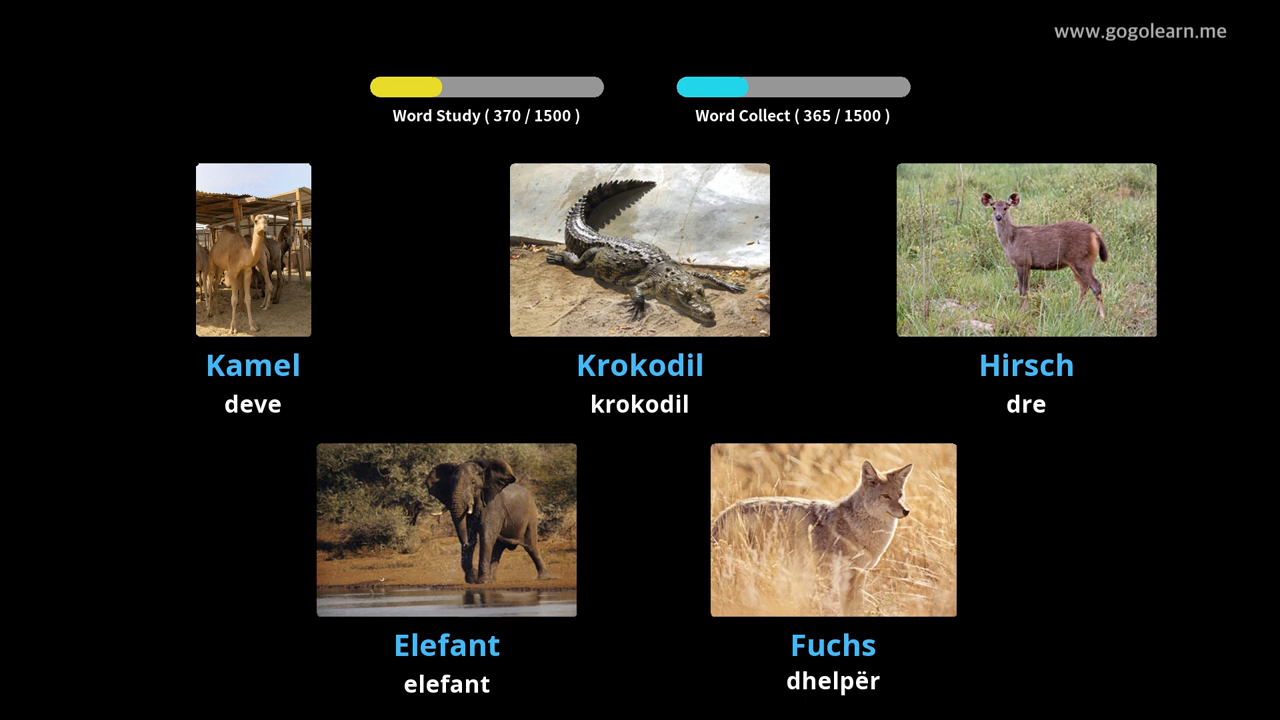 www.gogolearn.me
Word Study ( 370 / 1500 )
Word Collect ( 365 / 1500 )
Kamel
deve
Krokodil
krokodil
Hirsch
dre
Elefant
elefant
Fuchs
dhelpër